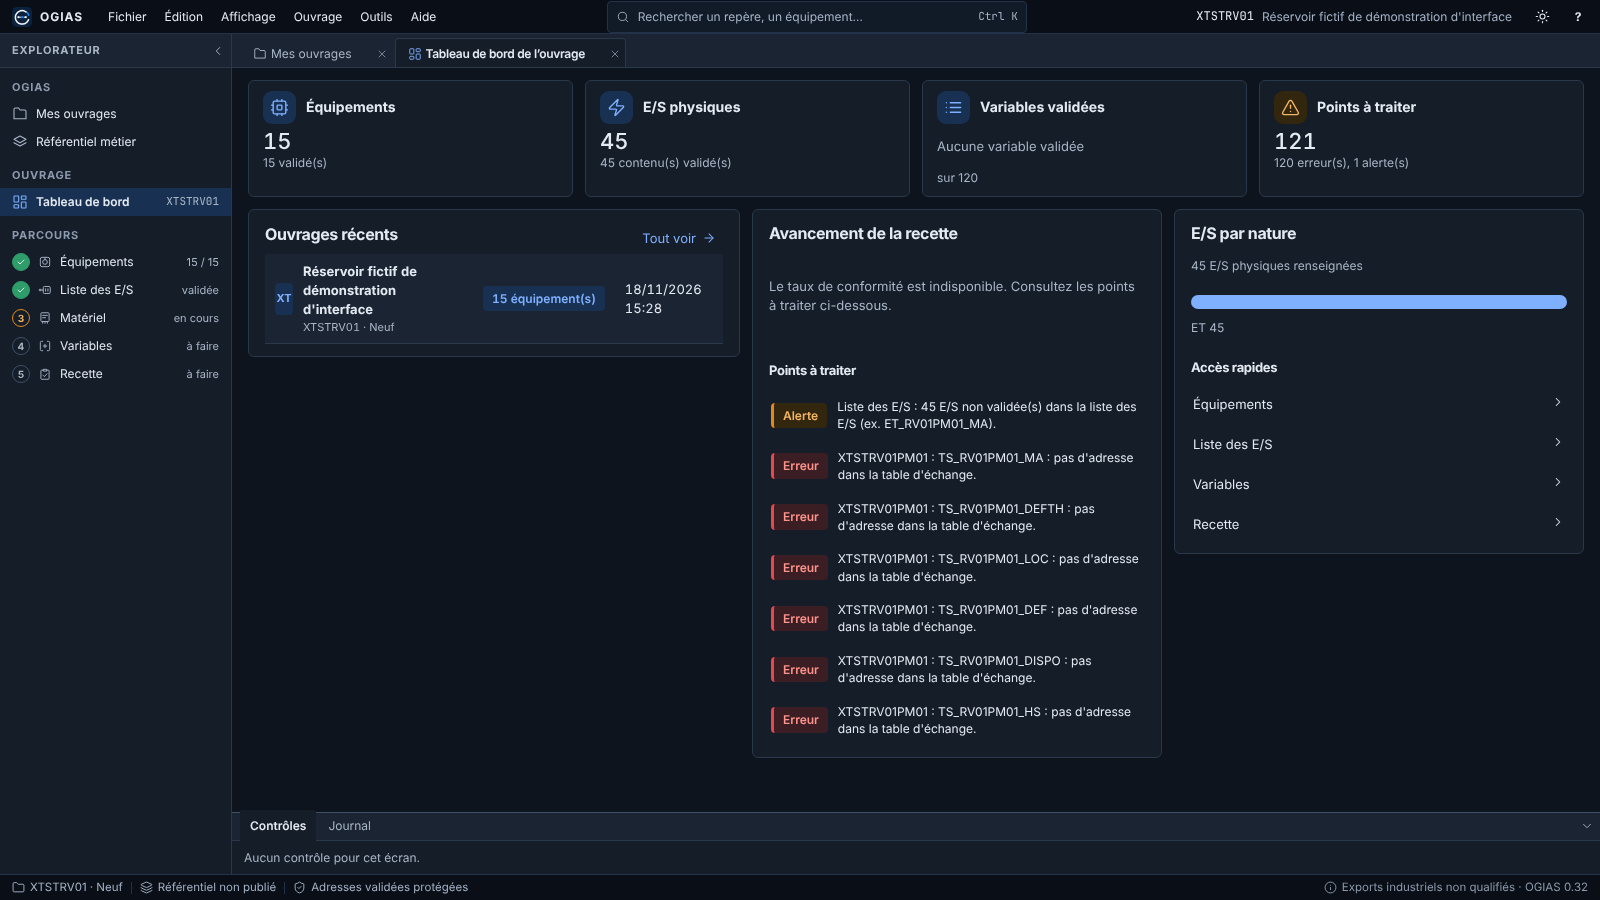 OGIAS
Fichier Édition Affichage Ouvrage Outils Aide
Rechercher un repère, un équipement... Ctrl K
XTSTRV01 Réservoir fictif de démonstration d'interface ?
EXPLORATEUR
OGIAS
Mes ouvrages
Référentiel métier
OUVRAGE
Tableau de bord XTSTRV01
PARCOURS
Équipements 15 / 15
Liste des E/S validée
3 Matériel en cours
4 Variables à faire
5 Recette à faire
Mes ouvrages
Tableau de bord de l'ouvrage
Équipements
15
15 validé(s)
E/S physiques
45
45 contenu(s) validé(s)
Variables validées
Aucune variable validée
sur 120
Points à traiter
121
120 erreur(s), 1 alerte(s)
Ouvrages récents
Tout voir
XT
Réservoir fictif de
démonstration
d'interface
XTSTRV01 · Neuf
15 équipement(s)
18/11/2026
15:28
Avancement de la recette
Le taux de conformité est indisponible. Consultez les points
à traiter ci-dessous.
Points à traiter
Alerte
Liste des E/S : 45 E/S non validée(s) dans la liste des
E/S (ex. ET_RV01PM01_MA).
Erreur
XTSTRV01PM01 : TS_RV01PM01_MA : pas d'adresse
dans la table d'échange.
Erreur
XTSTRV01PM01 : TS_RV01PM01_DEFTH : pas
d'adresse dans la table d'échange.
Erreur
XTSTRV01PM01 : TS_RV01PM01_LOC : pas d'adresse
dans la table d'échange.
Erreur
XTSTRV01PM01 : TS_RV01PM01_DEF : pas d'adresse
dans la table d'échange.
Erreur
XTSTRV01PM01 : TS_RV01PM01_DISPO : pas
d'adresse dans la table d'échange.
Erreur
XTSTRV01PM01 : TS_RV01PM01_HS : pas d'adresse
dans la table d'échange.
E/S par nature
45 E/S physiques renseignées
ET 45
Accès rapides
Équipements
Liste des E/S
Variables
Recette
Contrôles Journal
Aucun contrôle pour cet écran.
XTSTRV01 · Neuf Référentiel non publié Adresses validées protégées
Exports industriels non qualifiés · OGIAS 0.32